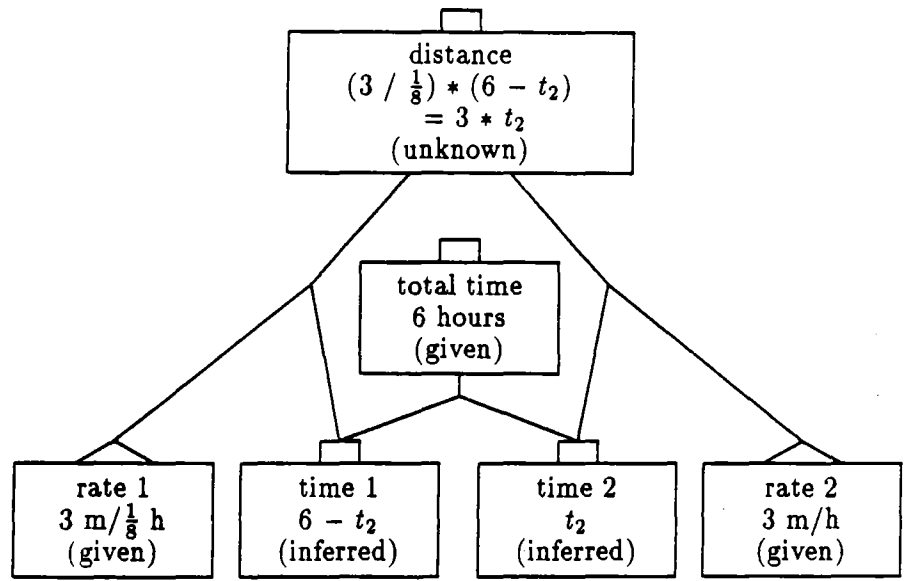 distance
(3 / 1/8) * (6 − t₂)
= 3 * t₂
(unknown)
total time
6 hours
(given)
rate 1
3 m/1/8 h
(given)
time 1
6 − t₂
(inferred)
time 2
t₂
(inferred)
rate 2
3 m/h
(given)